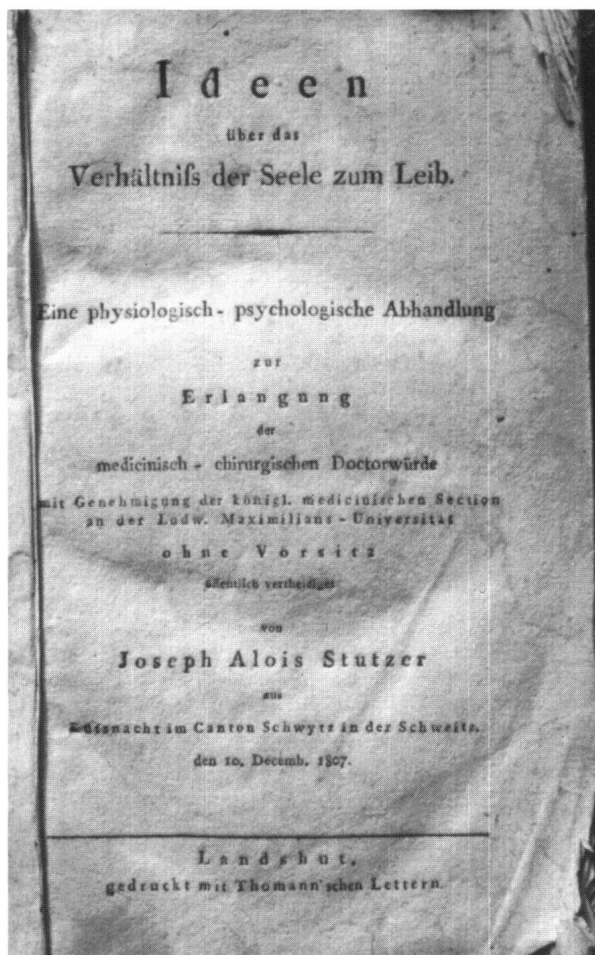 Ideen
über das
Verhältniſs der Seele zum Leib.
Eine physiologisch - psychologische Abhandlung
zur
Erlangung
der
medicinisch - chirurgischen Doctorwürde
mit Genehmigung der königl. medicinischen Section
an der Ludw. Maximilians - Universität
ohne Vorsitz
öffentlich vertheidiget
von
Joseph Alois Stutzer
aus
im Canton Schwytz in der Schweitz.
den 10. Decemb. 1807.
Landshut,
gedruckt mit Thomann'schen Lettern.